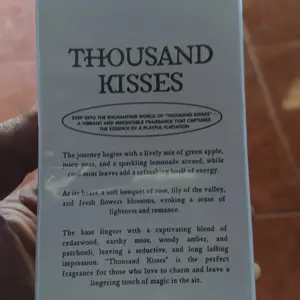 THOUSAND
KISSES
STEP INTO THE ENCHANTING WORLD OF "THOUSAND KISSES"
A VIBRANT AND IRRESISTIBLE FRAGRANCE THAT CAPTURES
THE ESSENCE OF A PLAYFUL FLIRTATION
The journey begins with a lively mix of green apple,
juicy pear, and a sparkling lemonade accord, while
cool mint leaves add a refreshing burst of energy.
At its heart, a soft bouquet of rose, lily of the valley,
and fresh flowers blossoms, evoking a sense of
lightness and romance.
The base lingers with a captivating blend of
cedarwood, earthy moss, woody amber, and
patchouli, leaving a seductive, and long lasting
impression. "Thousand Kisses" is the perfect
fragrance for those who love to charm and leave a
lingering touch of magic in the air.